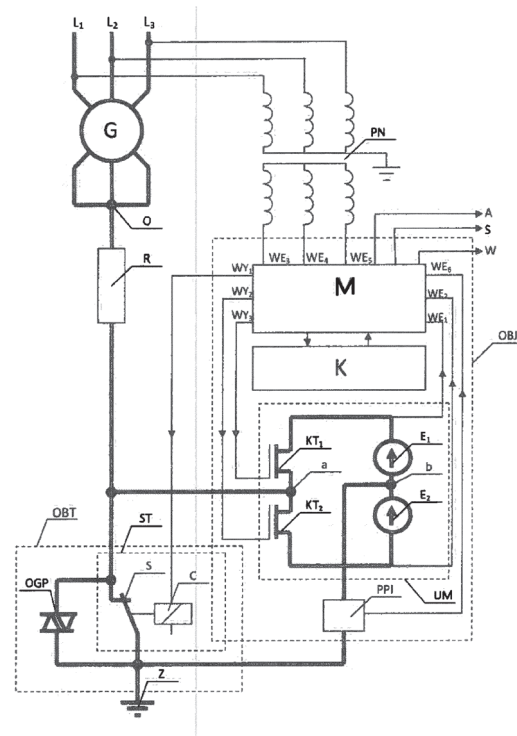 L₁ L₂ L₃
G
PN
O
A
S
W
R
WY₁ WE₃ WE₄ WE₅ WE₆
M
WY₂ WE₂
WY₃ WE₁
OBJ
K
KT₁ E₁
a b
KT₂ E₂
OBT ST
OGP S C PPI UM
Z